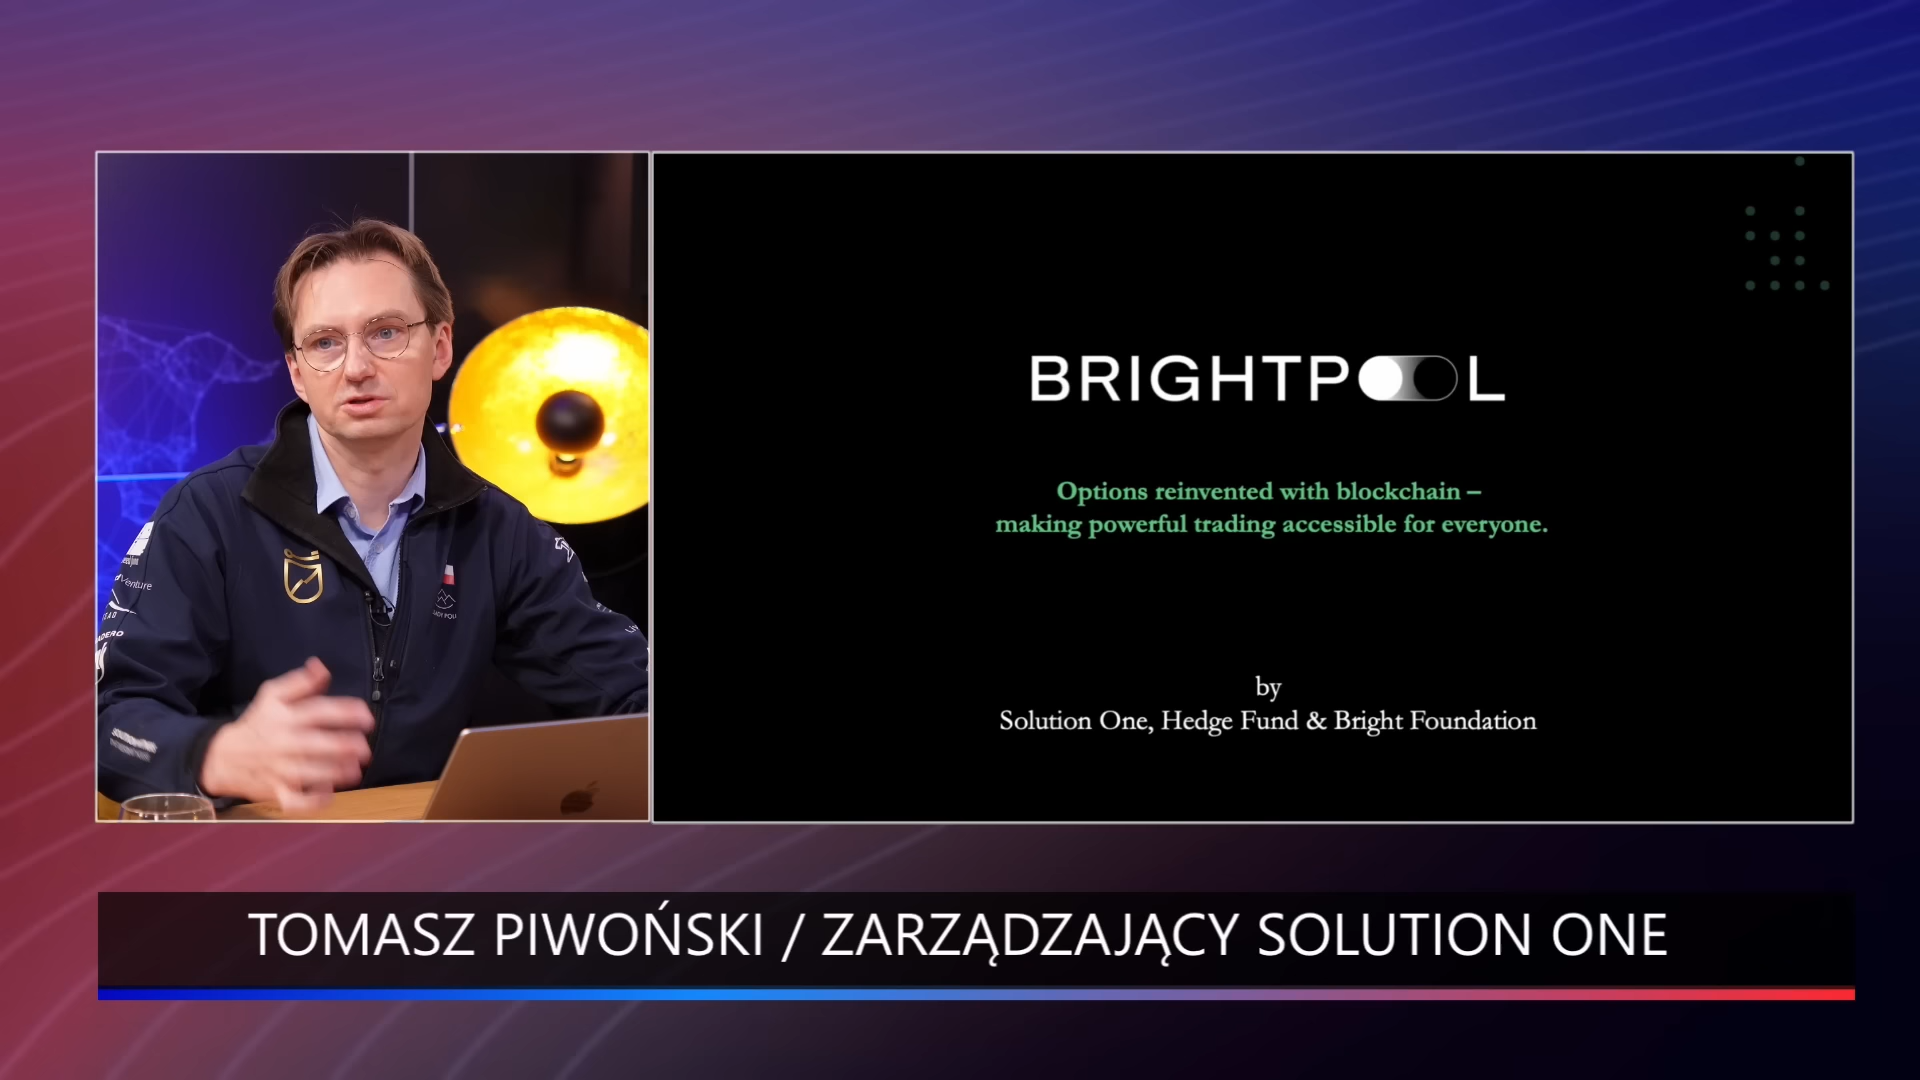 BRIGHTPOOL
Options reinvented with blockchain –
making powerful trading accessible for everyone.
by
Solution One, Hedge Fund & Bright Foundation
TOMASZ PIWOŃSKI / ZARZĄDZAJĄCY SOLUTION ONE